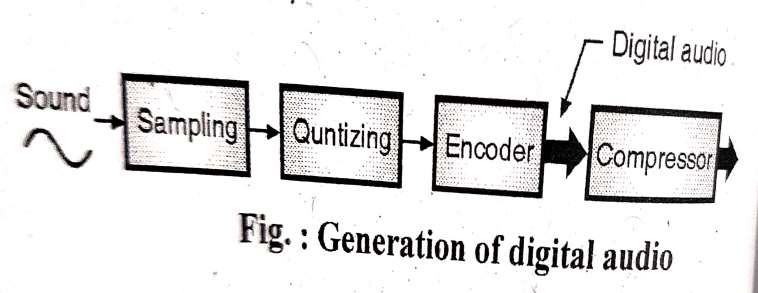 Digital audio
Sound
Sampling
Quntizing
Encoder
Compressor
Fig. : Generation of digital audio